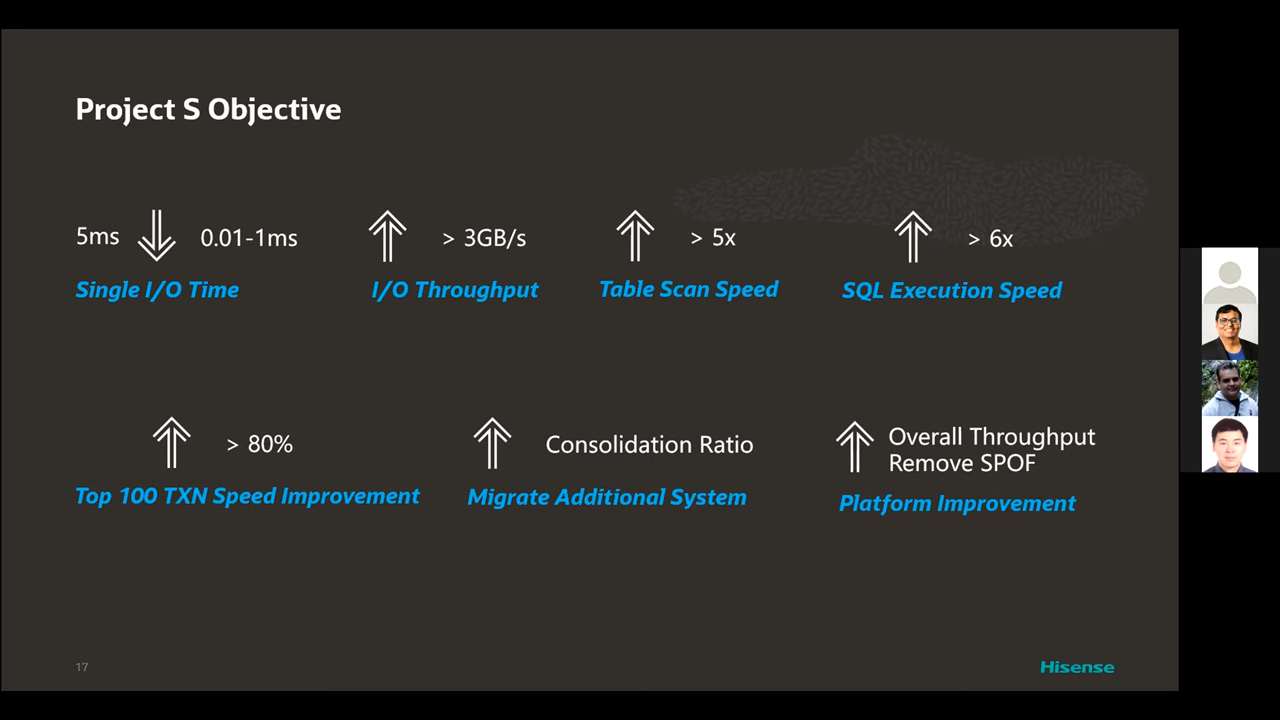 Project S Objective
5ms 0.01-1ms
Single I/O Time
> 3GB/s
I/O Throughput
> 5x
Table Scan Speed
> 6x
SQL Execution Speed
> 80%
Top 100 TXN Speed Improvement
Consolidation Ratio
Migrate Additional System
Overall Throughput
Remove SPOF
Platform Improvement
17
Hisense